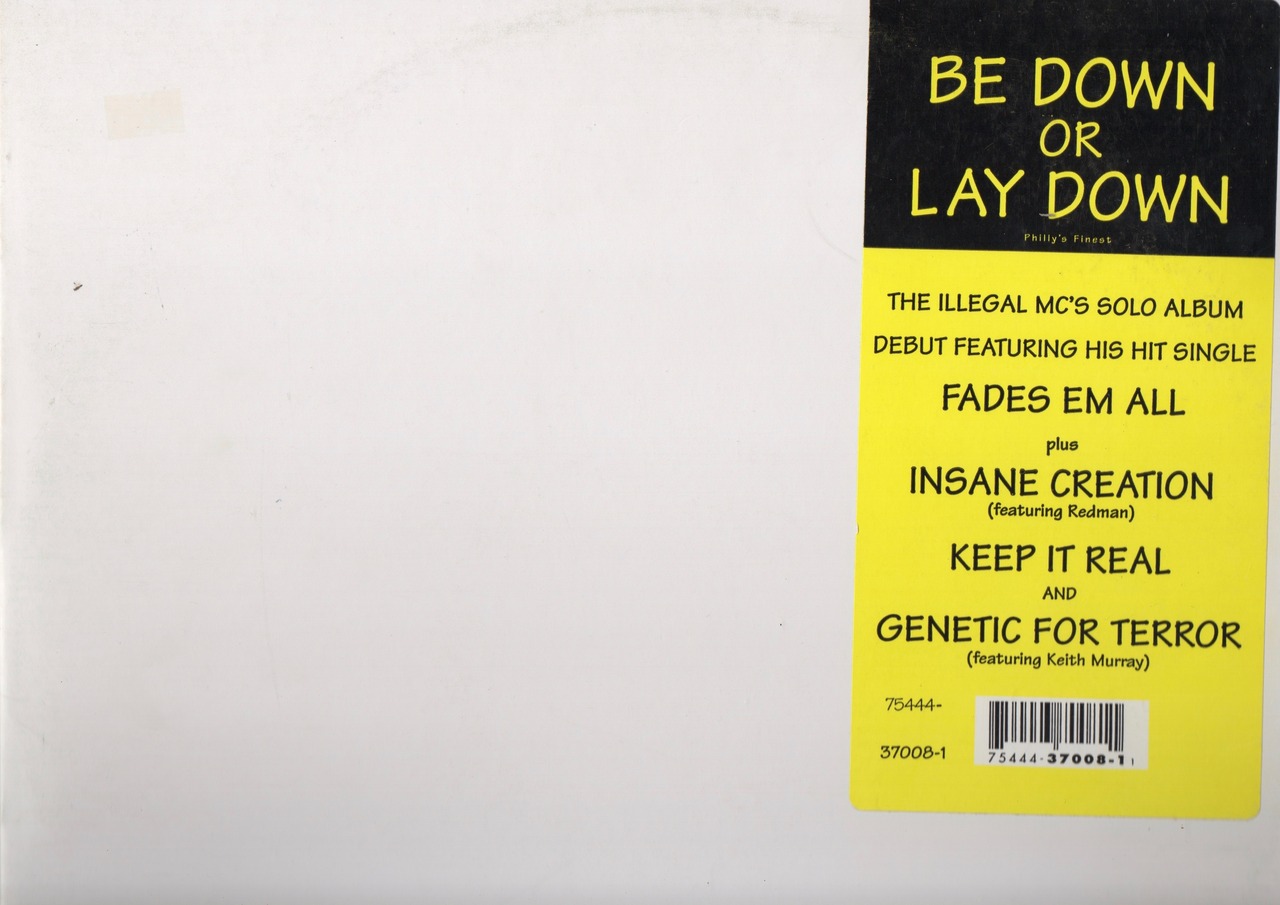 BE DOWN
OR
LAY DOWN
Philly's Finest
THE ILLEGAL MC'S SOLO ALBUM
DEBUT FEATURING HIS HIT SINGLE
FADES EM ALL
plus
INSANE CREATION
(featuring Redman)
KEEP IT REAL
AND
GENETIC FOR TERROR
(featuring Keith Murray)
75444-
37008-1
75444-37008-1